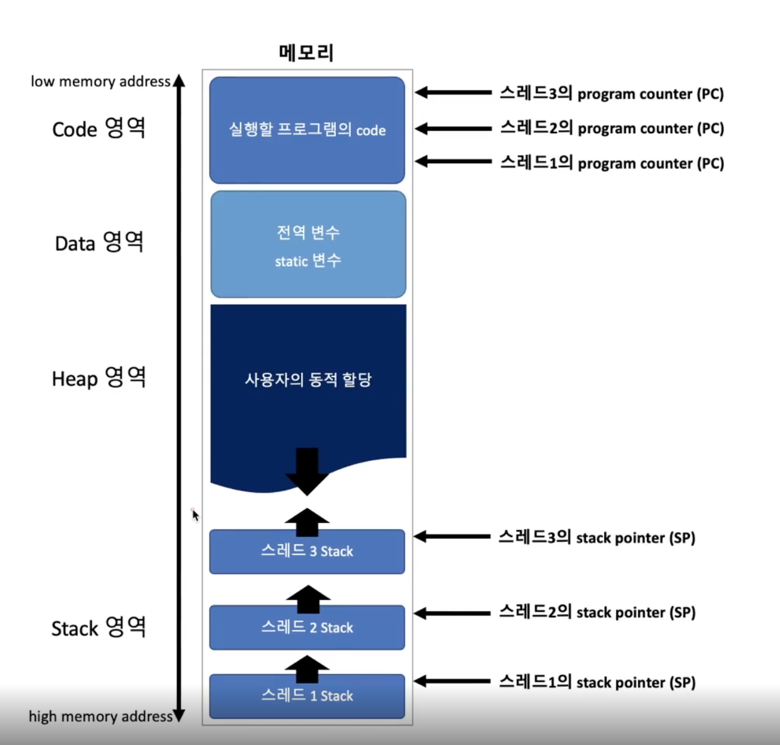 메모리
low memory address
Code 영역
실행할 프로그램의 code
스레드3의 program counter (PC)
스레드2의 program counter (PC)
스레드1의 program counter (PC)
Data 영역
전역 변수
static 변수
Heap 영역
사용자의 동적 할당
스레드 3 Stack
스레드3의 stack pointer (SP)
Stack 영역
스레드 2 Stack
스레드2의 stack pointer (SP)
스레드 1 Stack
스레드1의 stack pointer (SP)
high memory address